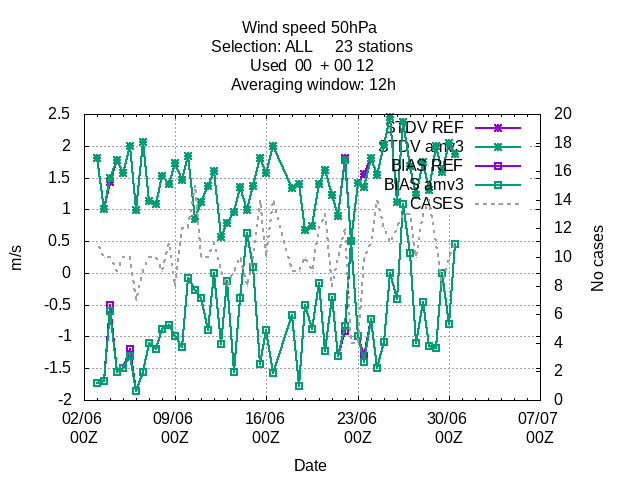 Wind speed 50hPa
Selection: ALL 23 stations
Used 00 + 00 12
Averaging window: 12h
STDV REF
STDV amv3
BIAS REF
BIAS amv3
CASES
2.5
2
1.5
1
0.5
0
-0.5
-1
-1.5
-2
m/s
20
18
16
14
12
10
8
6
4
2
0
No cases
02/06 09/06 16/06 23/06 30/06 07/07
00Z 00Z 00Z 00Z 00Z 00Z
Date